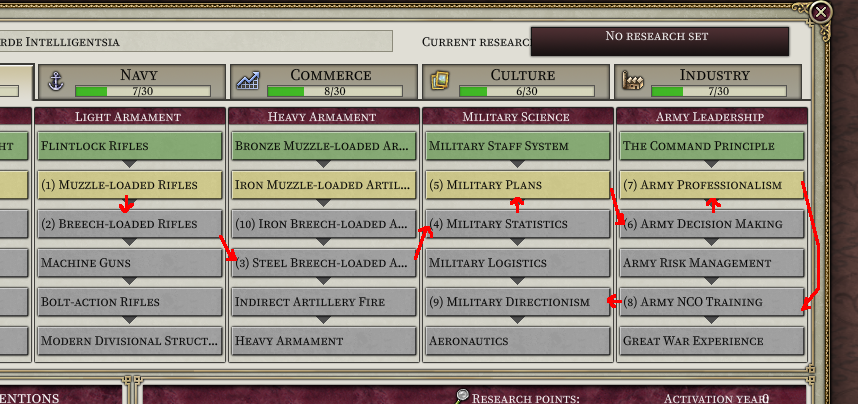 RDE INTELLIGENTSIA
CURRENT RESEARC
NO RESEARCH SET
NAVY
7/30
COMMERCE
8/30
CULTURE
6/30
INDUSTRY
7/30
LIGHT ARMAMENT
HEAVY ARMAMENT
MILITARY SCIENCE
ARMY LEADERSHIP
HT
FLINTLOCK RIFLES
BRONZE MUZZLE-LOADED AR...
MILITARY STAFF SYSTEM
THE COMMAND PRINCIPLE
(1) MUZZLE-LOADED RIFLES
IRON MUZZLE-LOADED ARTIL...
(5) MILITARY PLANS
(7) ARMY PROFESSIONALISM
(2) BREECH-LOADED RIFLES
(10) IRON BREECH-LOADED A...
(4) MILITARY STATISTICS
(6) ARMY DECISION MAKING
MACHINE GUNS
(3) STEEL BREECH-LOADED A...
MILITARY LOGISTICS
ARMY RISK MANAGEMENT
BOLT-ACTION RIFLES
INDIRECT ARTILLERY FIRE
(9) MILITARY DIRECTIONISM
(8) ARMY NCO TRAINING
MODERN DIVISIONAL STRUCT...
HEAVY ARMAMENT
AERONAUTICS
GREAT WAR EXPERIENCE
ENTIONS
RESEARCH POINTS:
ACTIVATION YEAR